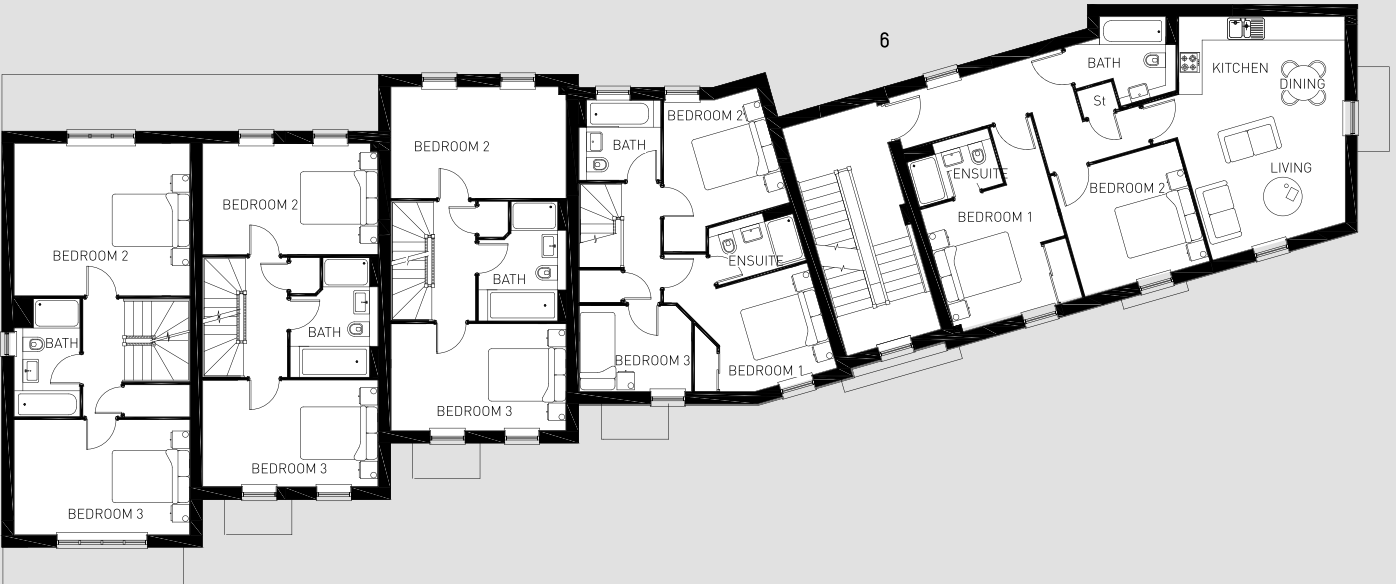 6
BATH
KITCHEN
DINING
St
LIVING
ENSUITE
BEDROOM 1
BEDROOM 2
BEDROOM 2
BATH
ENSUITE
BEDROOM 3
BEDROOM 1
BEDROOM 2
BATH
BEDROOM 3
BEDROOM 2
BATH
BEDROOM 3
BEDROOM 2
BATH
BEDROOM 3